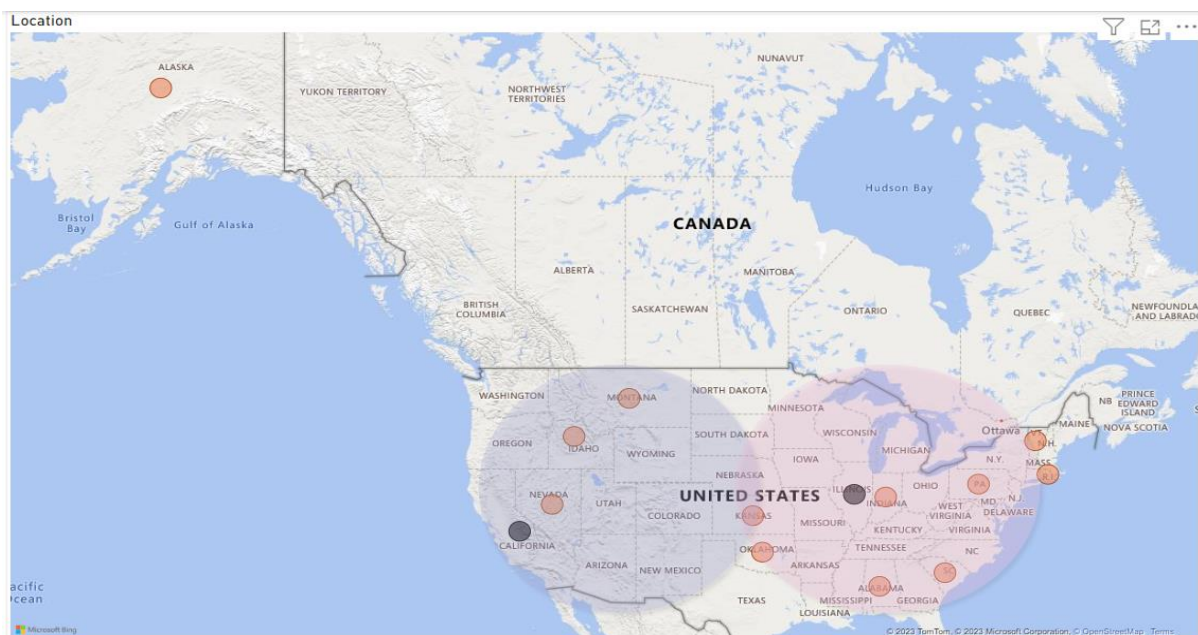 Location
ALASKA
NUNAVUT
YUKON TERRITORY
NORTHWEST
TERRITORIES
Hudson Bay
Bristol
Bay
Gulf of Alaska
CANADA
ALBERTA
MANITOBA
BRITISH
COLUMBIA
SASKATCHEWAN
ONTARIO
QUEBEC
NEWFOUNDLA
AND LABRADO
WASHINGTON
MONTANA
NORTH DAKOTA
MINNESOTA
NB
PRINCE
EDWARD
ISLAND
MAINE
NOVA SCOTIA
OREGON
IDAHO
SOUTH DAKOTA
WISCONSIN
MICHIGAN
Ottawa
VT
N.H.
WYOMING
IOWA
N.Y.
MASS
R.I.
NEBRASKA
NEVADA
UTAH
UNITED STATES
ILLINOIS
INDIANA
OHIO
PA
N.J.
MD
DELAWARE
WEST
VIRGINIA
COLORADO
KANSAS
MISSOURI
KENTUCKY
VIRGINIA
CALIFORNIA
OKLAHOMA
TENNESSEE
NC
ARIZONA
NEW MEXICO
ARKANSAS
SC
ALABAMA
MISSISSIPPI
GEORGIA
TEXAS
LOUISIANA
acific
cean
Microsoft Bing
© 2023 TomTom, © 2023 Microsoft Corporation, © OpenStreetMap Terms